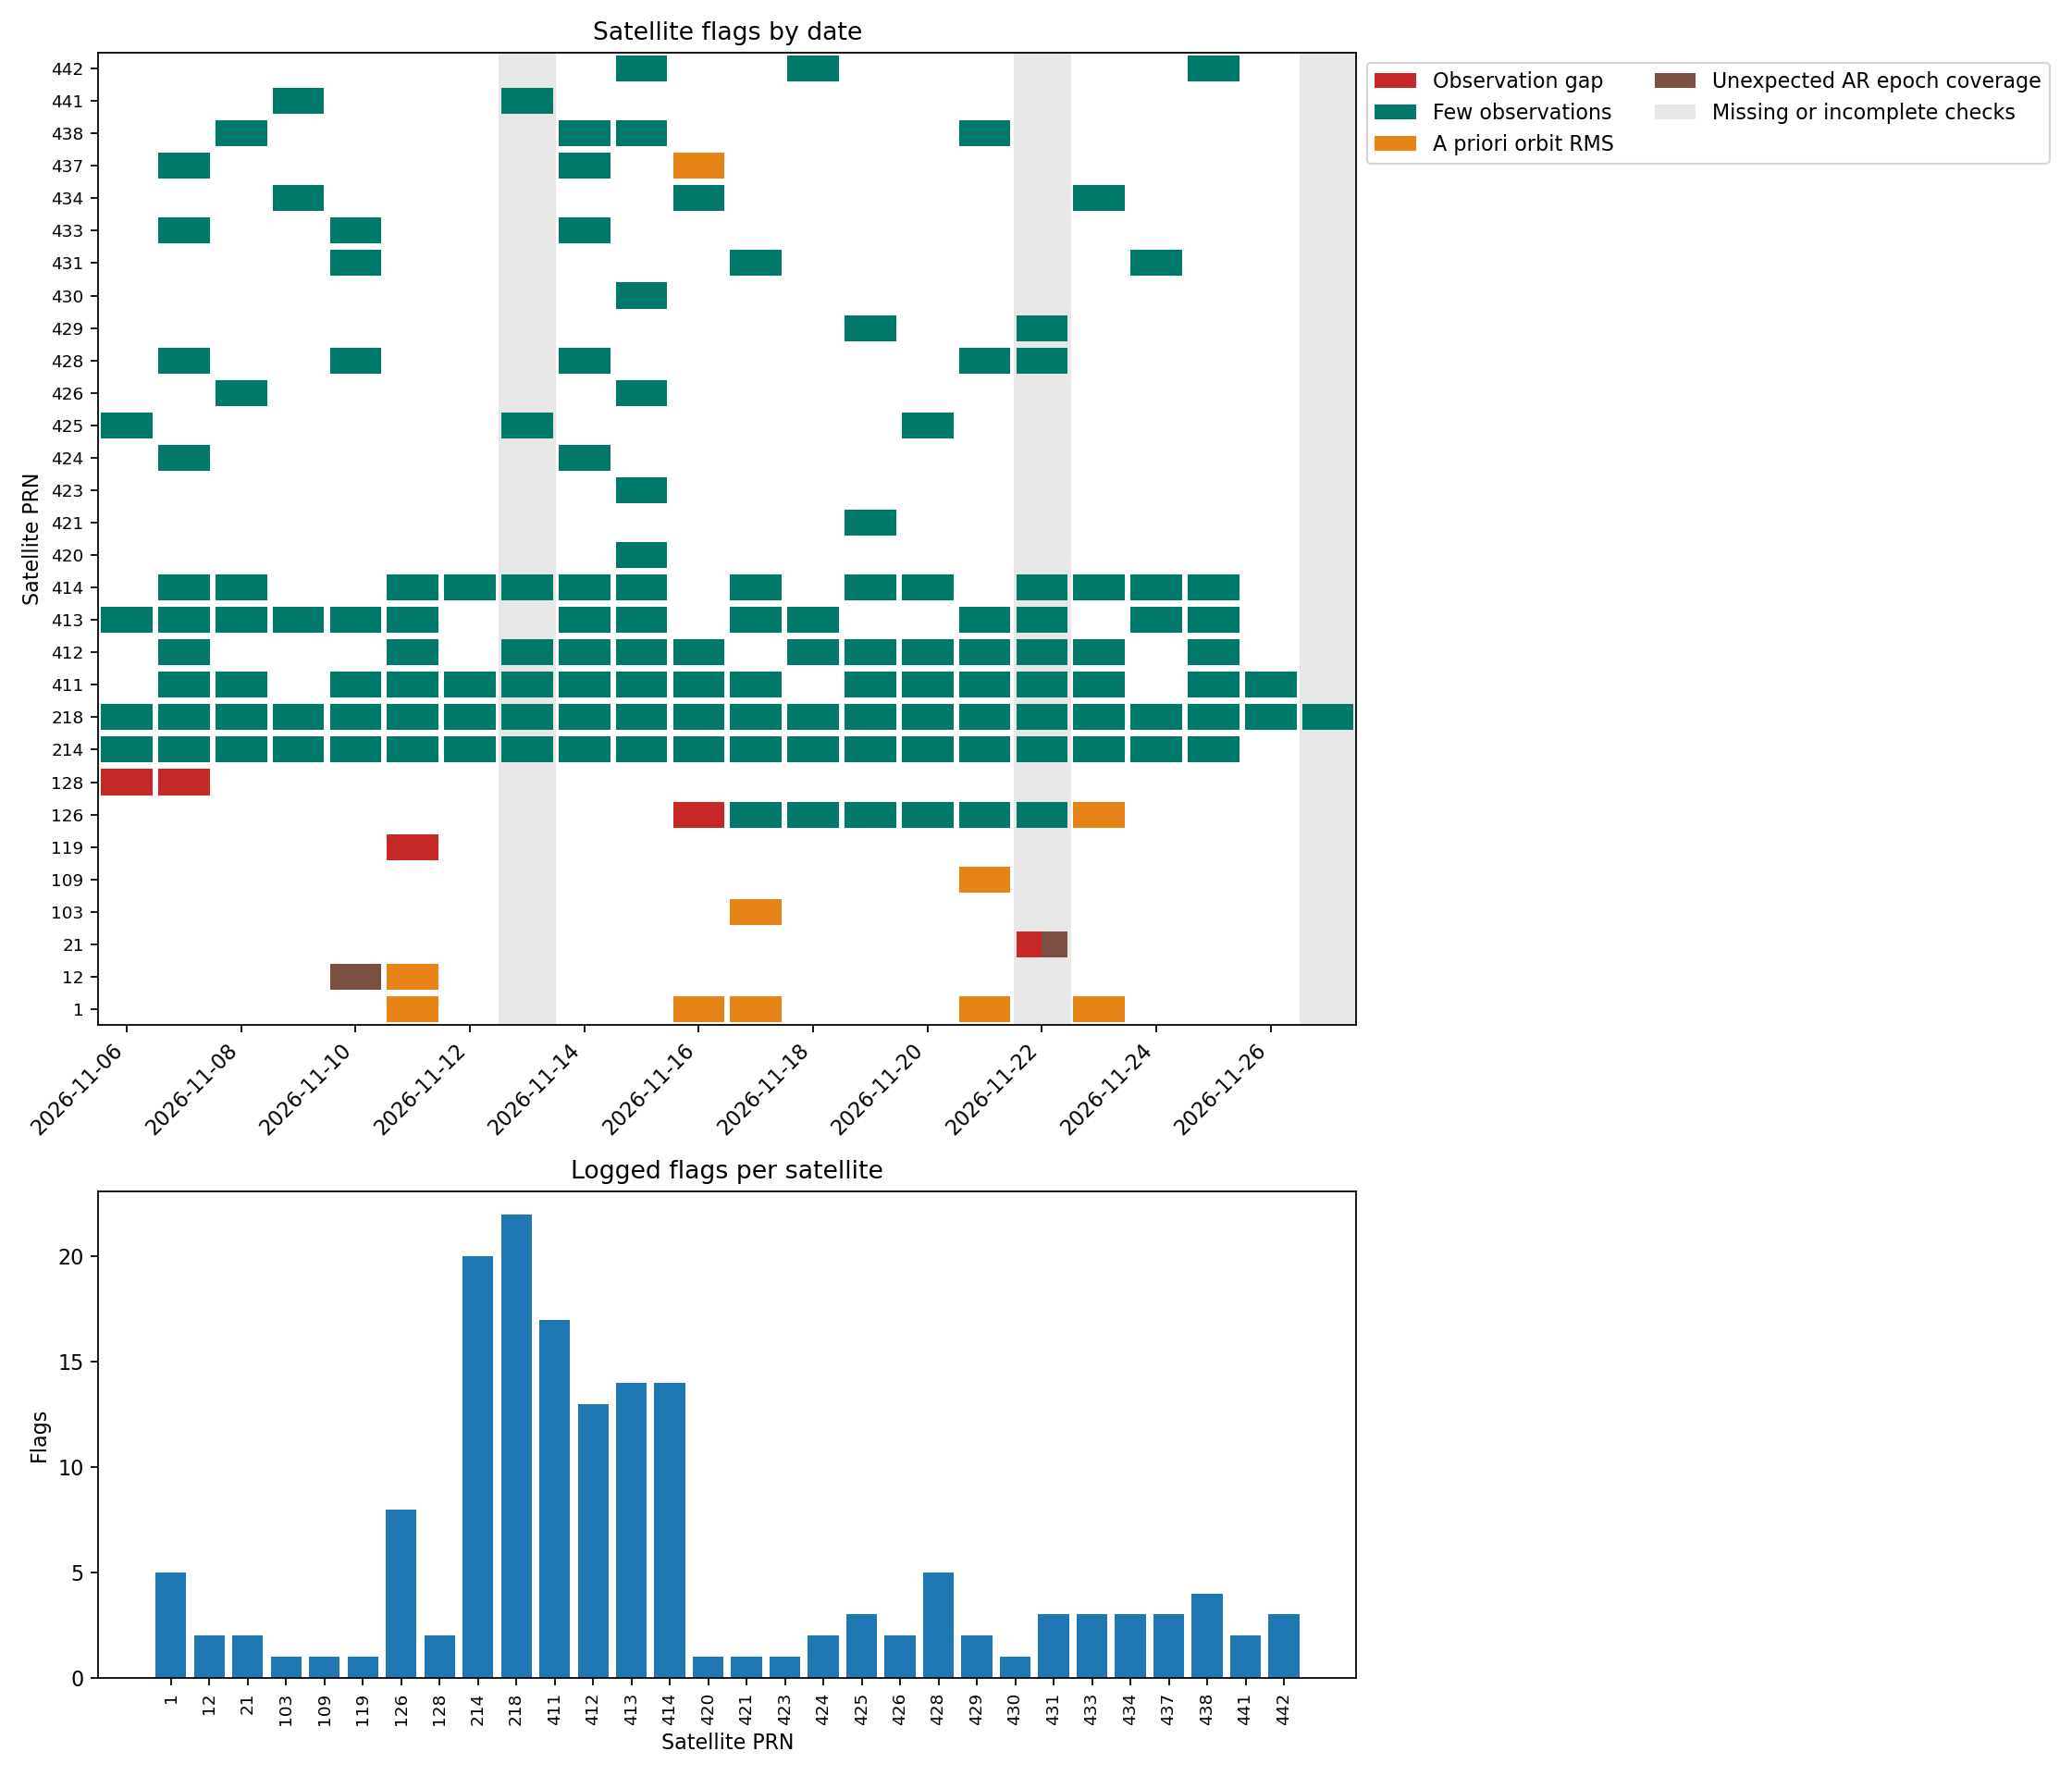 Satellite flags by date
Observation gap
Few observations
A priori orbit RMS
Unexpected AR epoch coverage
Missing or incomplete checks
Satellite PRN
442
441
438
437
434
433
431
430
429
428
426
425
424
423
421
420
414
413
412
411
218
214
128
126
119
109
103
21
12
1
2026-11-06 2026-11-08 2026-11-10 2026-11-12 2026-11-14 2026-11-16 2026-11-18 2026-11-20 2026-11-22 2026-11-24 2026-11-26
Logged flags per satellite
Flags
20
15
10
5
0
1 12 21 103 109 119 126 128 214 218 411 412 413 414 420 421 423 424 425 426 428 429 430 431 433 434 437 438 441 442
Satellite PRN